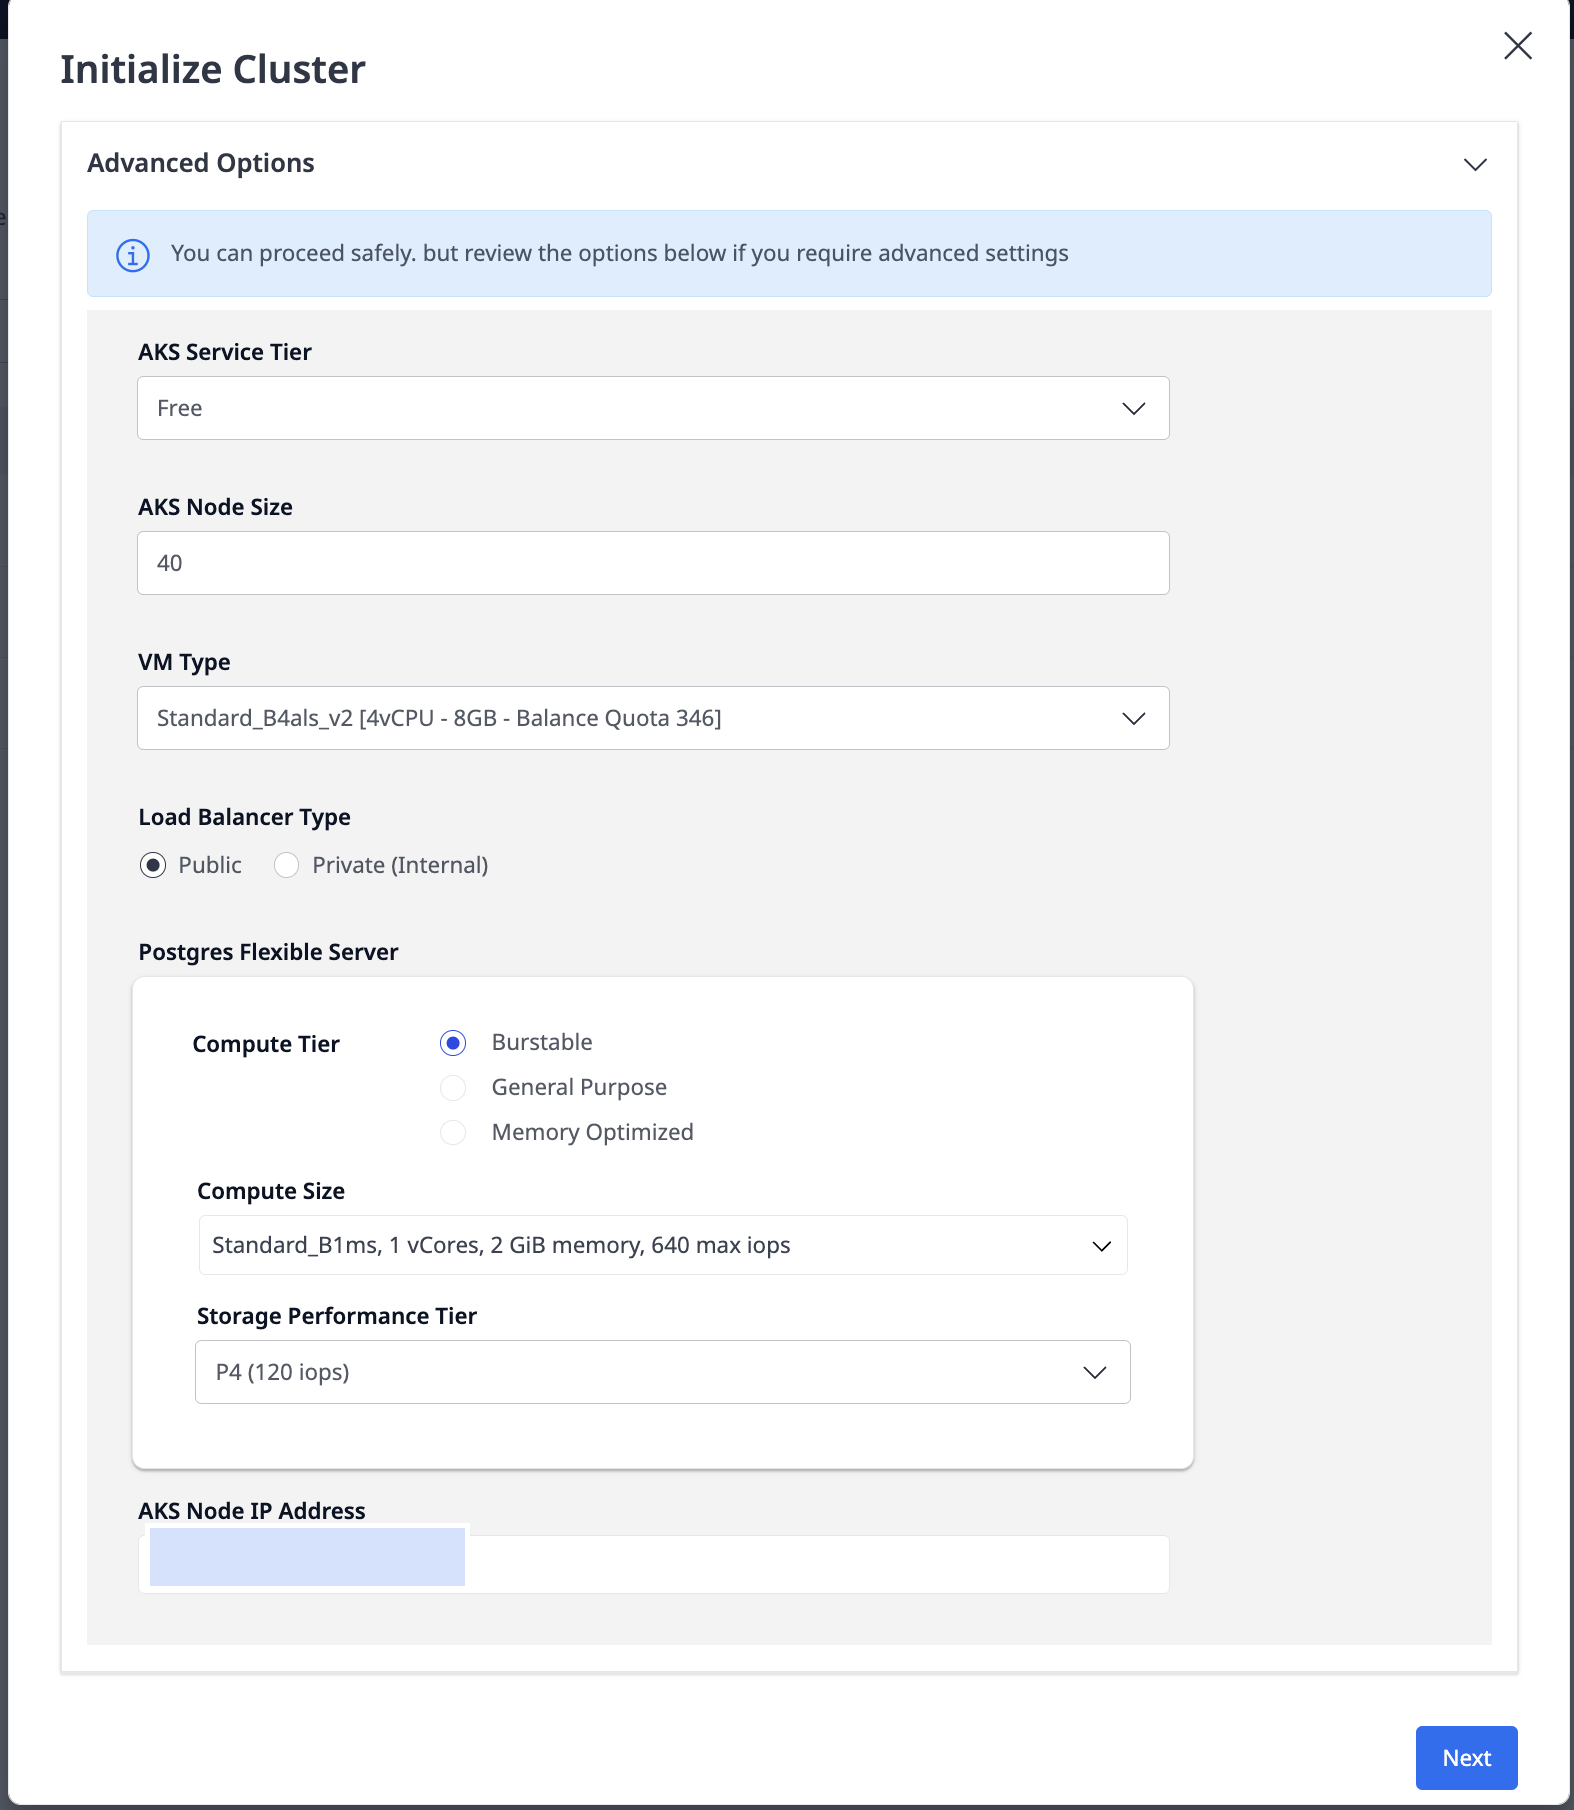 Initialize Cluster
Advanced Options
You can proceed safely. but review the options below if you require advanced settings
AKS Service Tier
Free
AKS Node Size
40
VM Type
Standard_B4als_v2 [4vCPU - 8GB - Balance Quota 346]
Load Balancer Type
Public Private (Internal)
Postgres Flexible Server
Compute Tier Burstable
General Purpose
Memory Optimized
Compute Size
Standard_B1ms, 1 vCores, 2 GiB memory, 640 max iops
Storage Performance Tier
P4 (120 iops)
AKS Node IP Address
Next